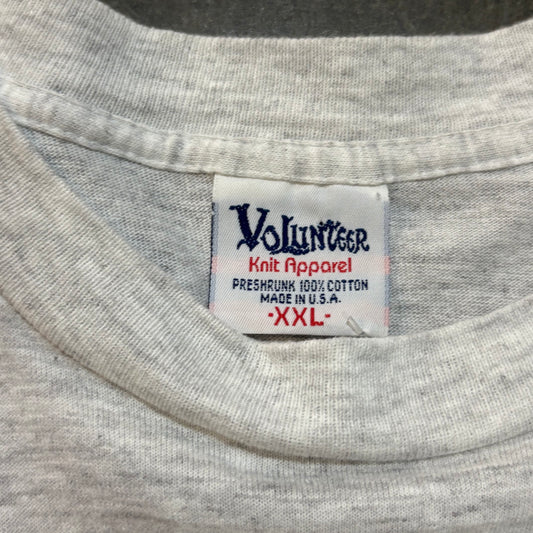 VOLUNTEER
Knit Apparel
PRESHRUNK 100% COTTON
MADE IN U.S.A.
-XXL-